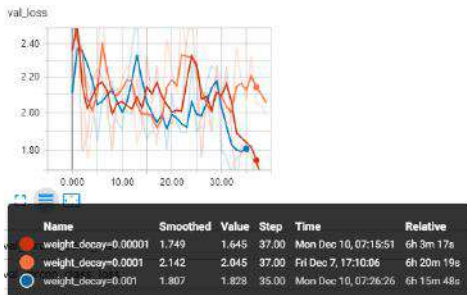 val_loss
2.40
2.20
2.00
1.80
0.000 10.00 20.00 30.00
Name Smoothed Value Step Time Relative
weight_decay=0.00001 1.749 1.645 37.00 Mon Dec 10, 07:15:51 6h 3m 17s
weight_decay=0.0001 2.142 2.045 37.00 Fri Dec 7, 17:10:06 6h 20m 19s
weight_decay=0.001 1.807 1.828 35.00 Mon Dec 10, 07:26:26 6h 15m 48s